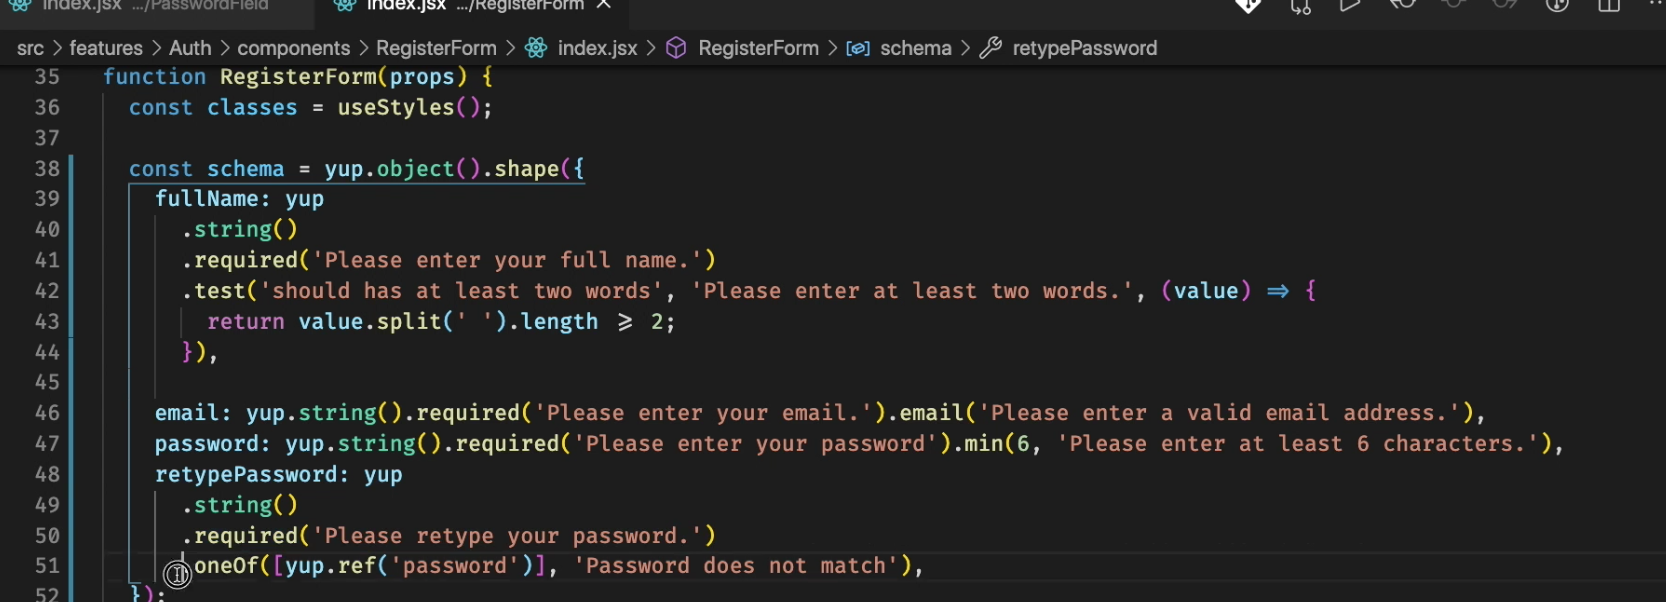 index.jsx .../PasswordField index.jsx .../RegisterForm
src > features > Auth > components > RegisterForm > index.jsx > RegisterForm > schema > retypePassword
35 function RegisterForm(props) {
36 const classes = useStyles();
37
38 const schema = yup.object().shape({
39 fullName: yup
40 .string()
41 .required('Please enter your full name.')
42 .test('should has at least two words', 'Please enter at least two words.', (value) => {
43 return value.split(' ').length >= 2;
44 }),
45
46 email: yup.string().required('Please enter your email.').email('Please enter a valid email address.'),
47 password: yup.string().required('Please enter your password').min(6, 'Please enter at least 6 characters.'),
48 retypePassword: yup
49 .string()
50 .required('Please retype your password.')
51 .oneOf([yup.ref('password')], 'Password does not match'),
52 });